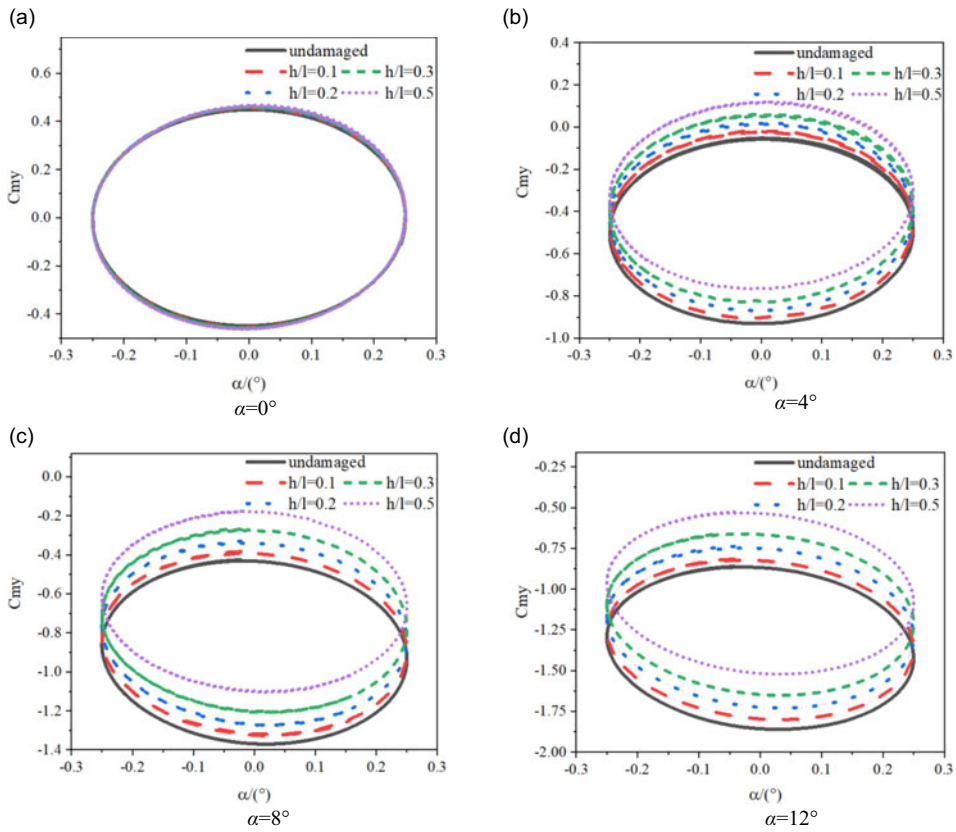 (a)
undamaged
h/l=0.1 h/l=0.3
h/l=0.2 h/l=0.5
0.6
0.4
0.2
0.0
-0.2
-0.4
Cmy
-0.3 -0.2 -0.1 0.0 0.1 0.2 0.3
α/(°)
α=0°
(b)
undamaged
h/l=0.1 h/l=0.3
h/l=0.2 h/l=0.5
0.4
0.2
0.0
-0.2
-0.4
-0.6
-0.8
-1.0
Cmy
-0.3 -0.2 -0.1 0.0 0.1 0.2 0.3
α/(°)
α=4°
(c)
undamaged
h/l=0.1 h/l=0.3
h/l=0.2 h/l=0.5
0.0
-0.2
-0.4
-0.6
-0.8
-1.0
-1.2
-1.4
Cmy
-0.3 -0.2 -0.1 0.0 0.1 0.2 0.3
α/(°)
α=8°
(d)
undamaged
h/l=0.1 h/l=0.3
h/l=0.2 h/l=0.5
-0.25
-0.50
-0.75
-1.00
-1.25
-1.50
-1.75
-2.00
Cmy
-0.3 -0.2 -0.1 0.0 0.1 0.2 0.3
α/(°)
α=12°